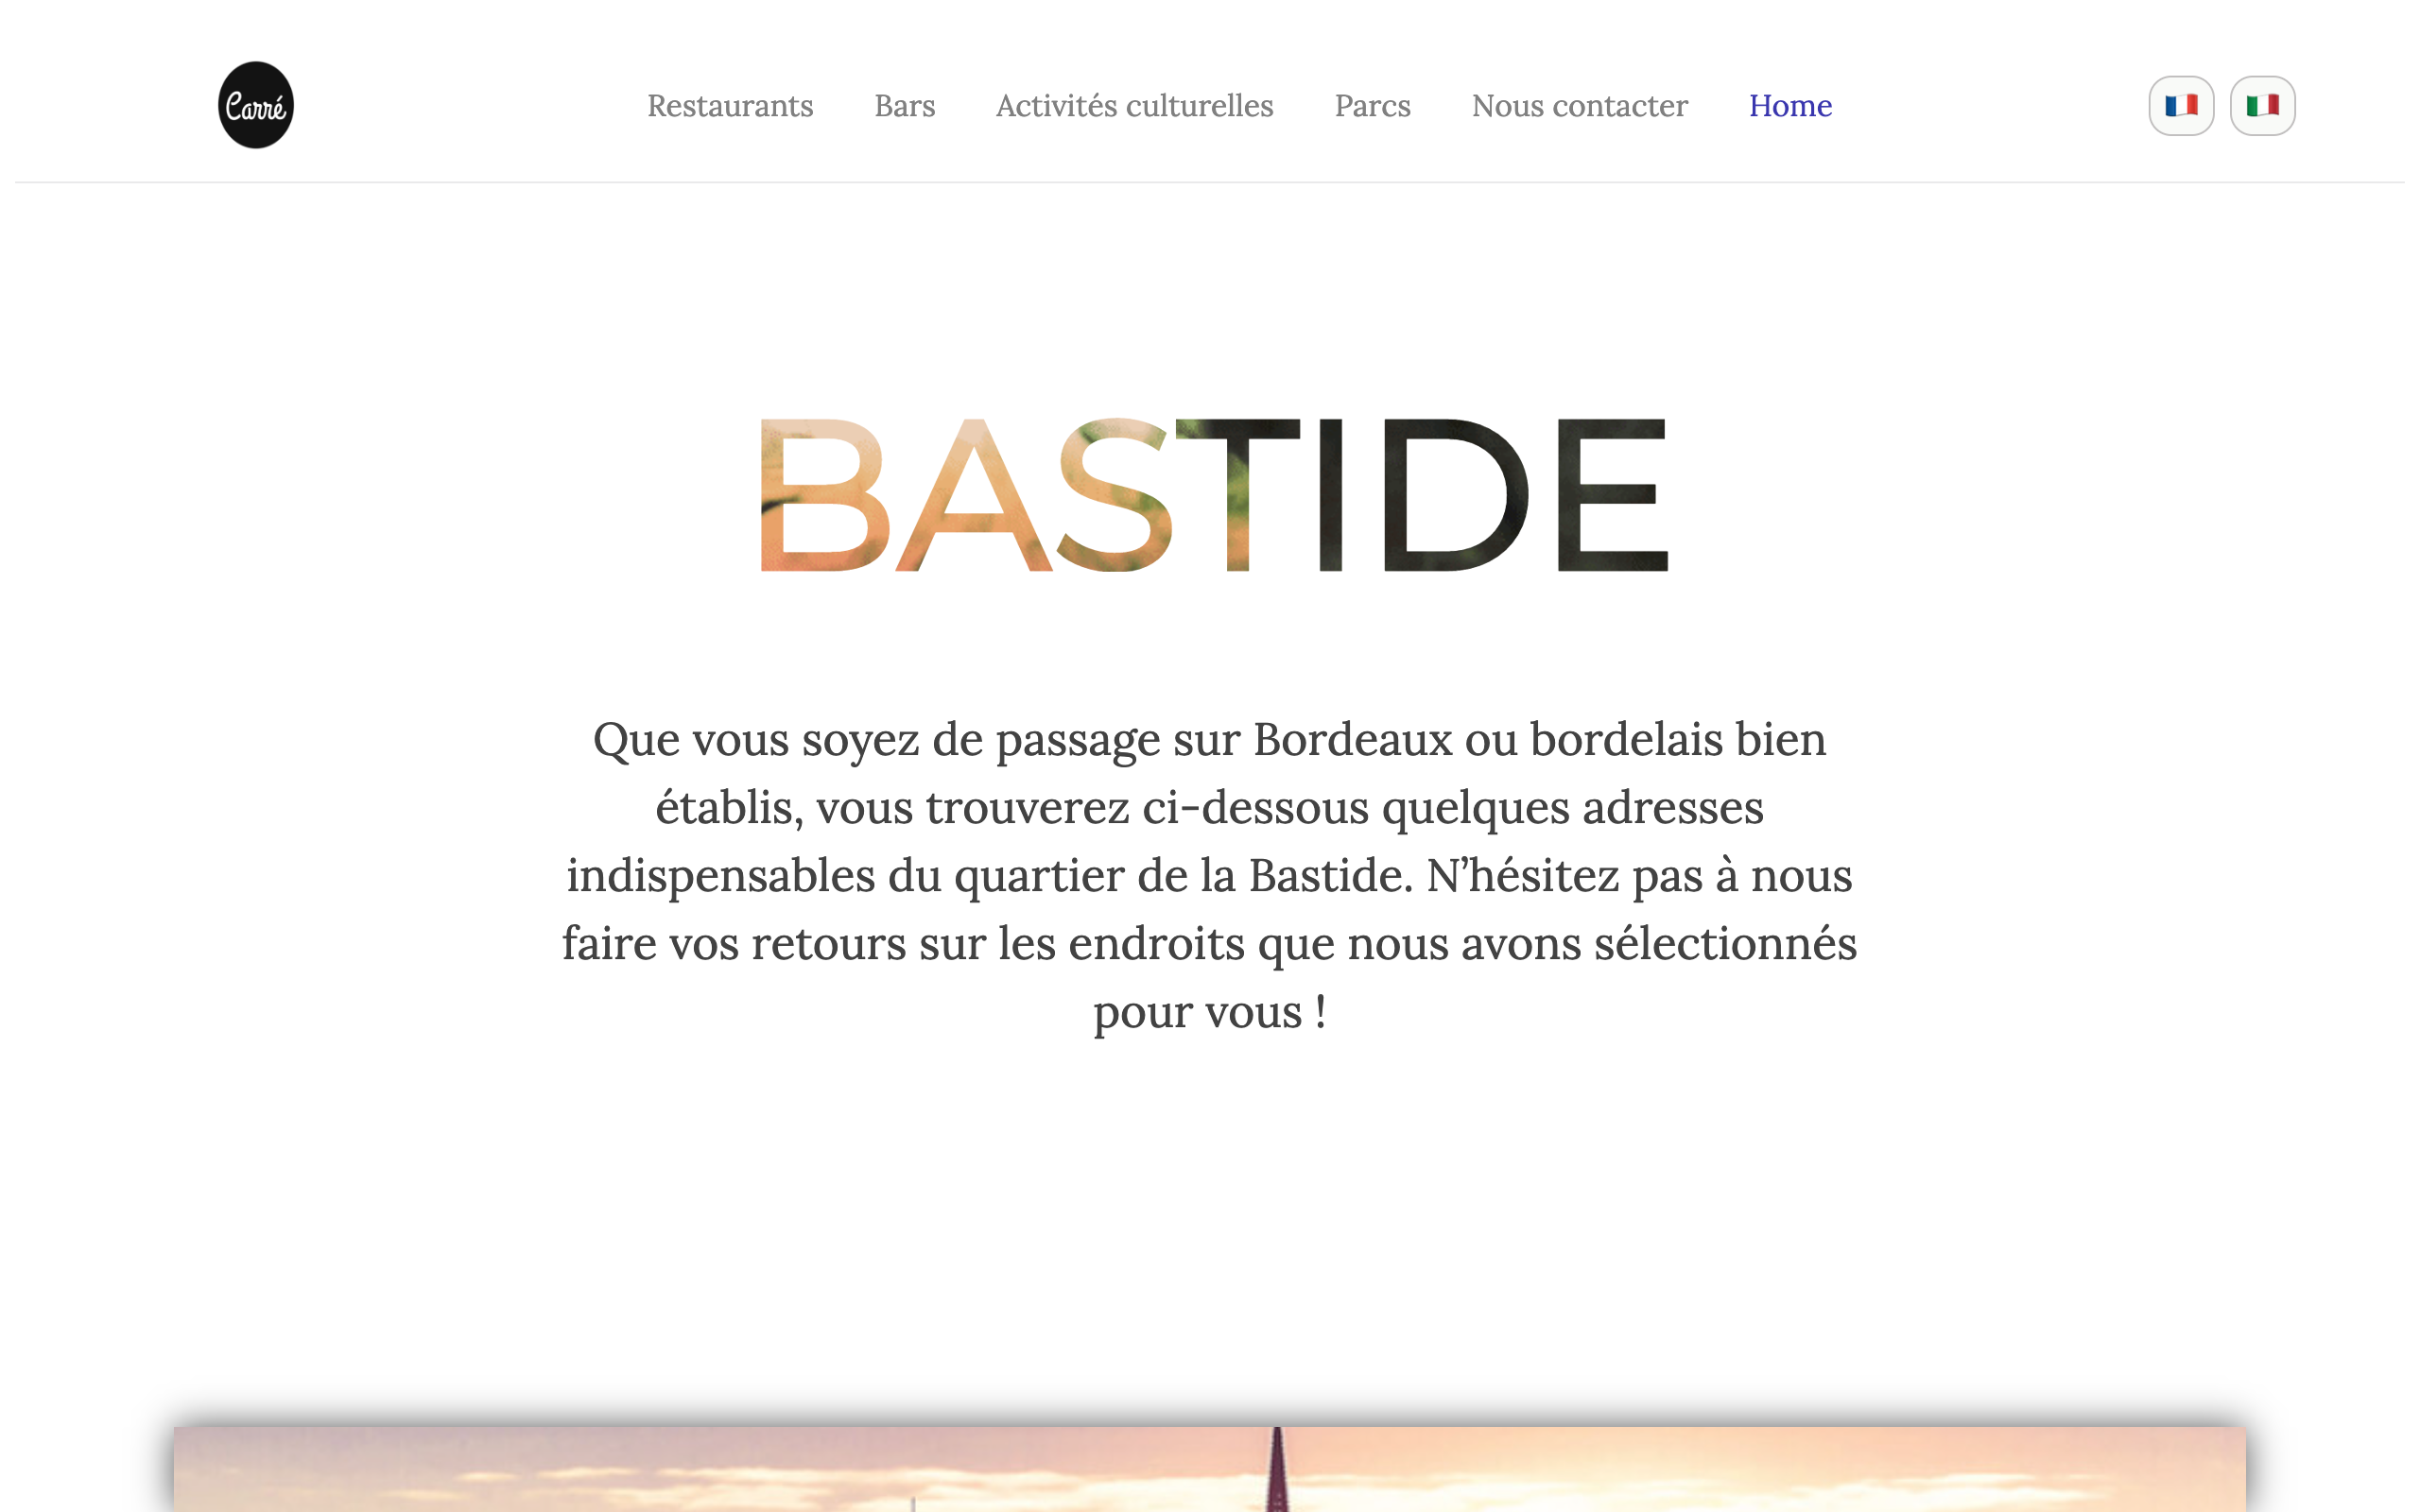 Carré
Restaurants Bars Activités culturelles Parcs Nous contacter Home
BASTIDE
Que vous soyez de passage sur Bordeaux ou bordelais bien
établis, vous trouverez ci-dessous quelques adresses
indispensables du quartier de la Bastide. N’hésitez pas à nous
faire vos retours sur les endroits que nous avons sélectionnés
pour vous !